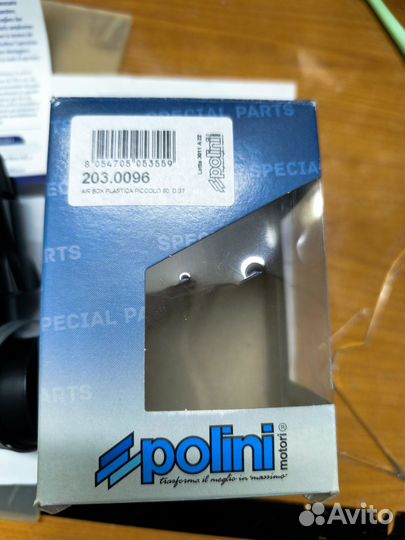 SPECIAL PARTS
8 054705 053559
203.0096
AIR BOX PLASTICA PICCOLO 80 D.37
polini
SPECIAL PARTS
SPECIAL PARTS
polini
motori®
trasforma il meglio in "massimo"
Avito